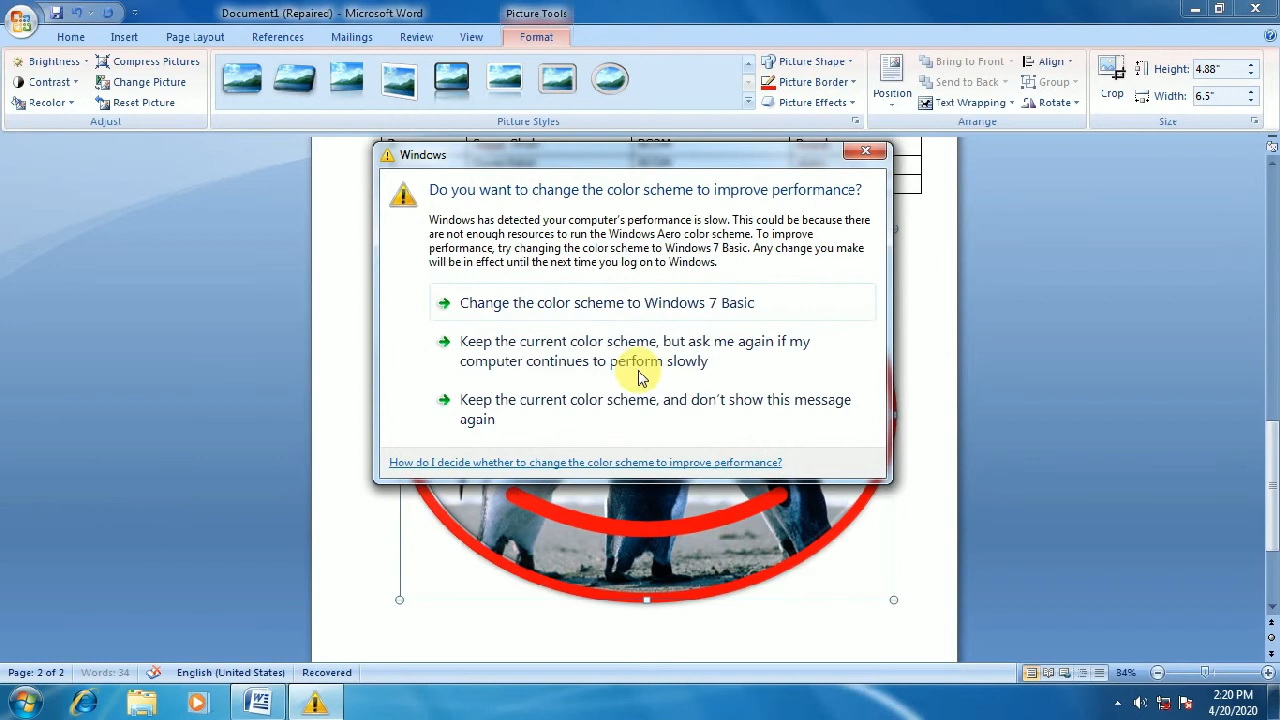 Document1 (Repaired) - Microsoft Word
Picture Tools
Home Insert Page Layout References Mailings Review View Format
Brightness Compress Pictures Picture Shape Bring to Front Align Height: 4.88"
Contrast Change Picture Picture Border Send to Back Group Width: 6.5"
Recolor Reset Picture Picture Effects Position Text Wrapping Rotate Crop
Adjust Picture Styles Arrange Size
Windows
Do you want to change the color scheme to improve performance?
Windows has detected your computer's performance is slow. This could be because there
are not enough resources to run the Windows Aero color scheme. To improve
performance, try changing the color scheme to Windows 7 Basic. Any change you make
will be in effect until the next time you log on to Windows.
Change the color scheme to Windows 7 Basic
Keep the current color scheme, but ask me again if my
computer continues to perform slowly
Keep the current color scheme, and don't show this message
again
How do I decide whether to change the color scheme to improve performance?
Page: 2 of 2 Words: 34 English (United States) Recovered 84%
2:20 PM
4/20/2020